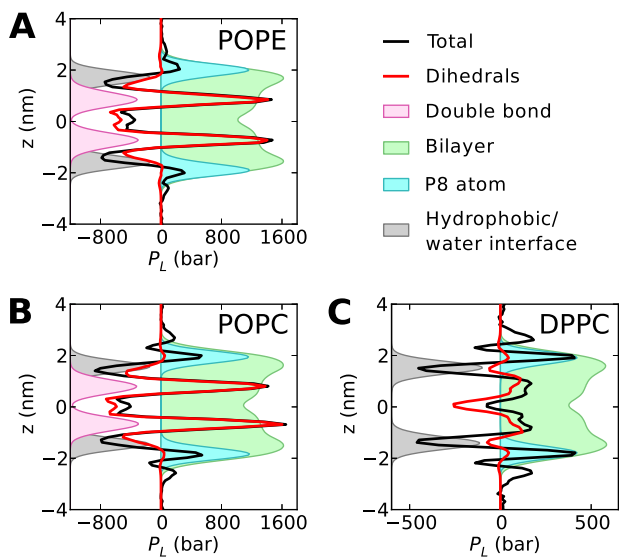 A
POPE
4
2
0
−2
−4
z (nm)
−800 0 800 1600
P_L (bar)
Total
Dihedrals
Double bond
Bilayer
P8 atom
Hydrophobic/
water interface
B
POPC
4
2
0
−2
−4
z (nm)
−800 0 800 1600
P_L (bar)
C
DPPC
4
2
0
−2
−4
z (nm)
−500 0 500
P_L (bar)